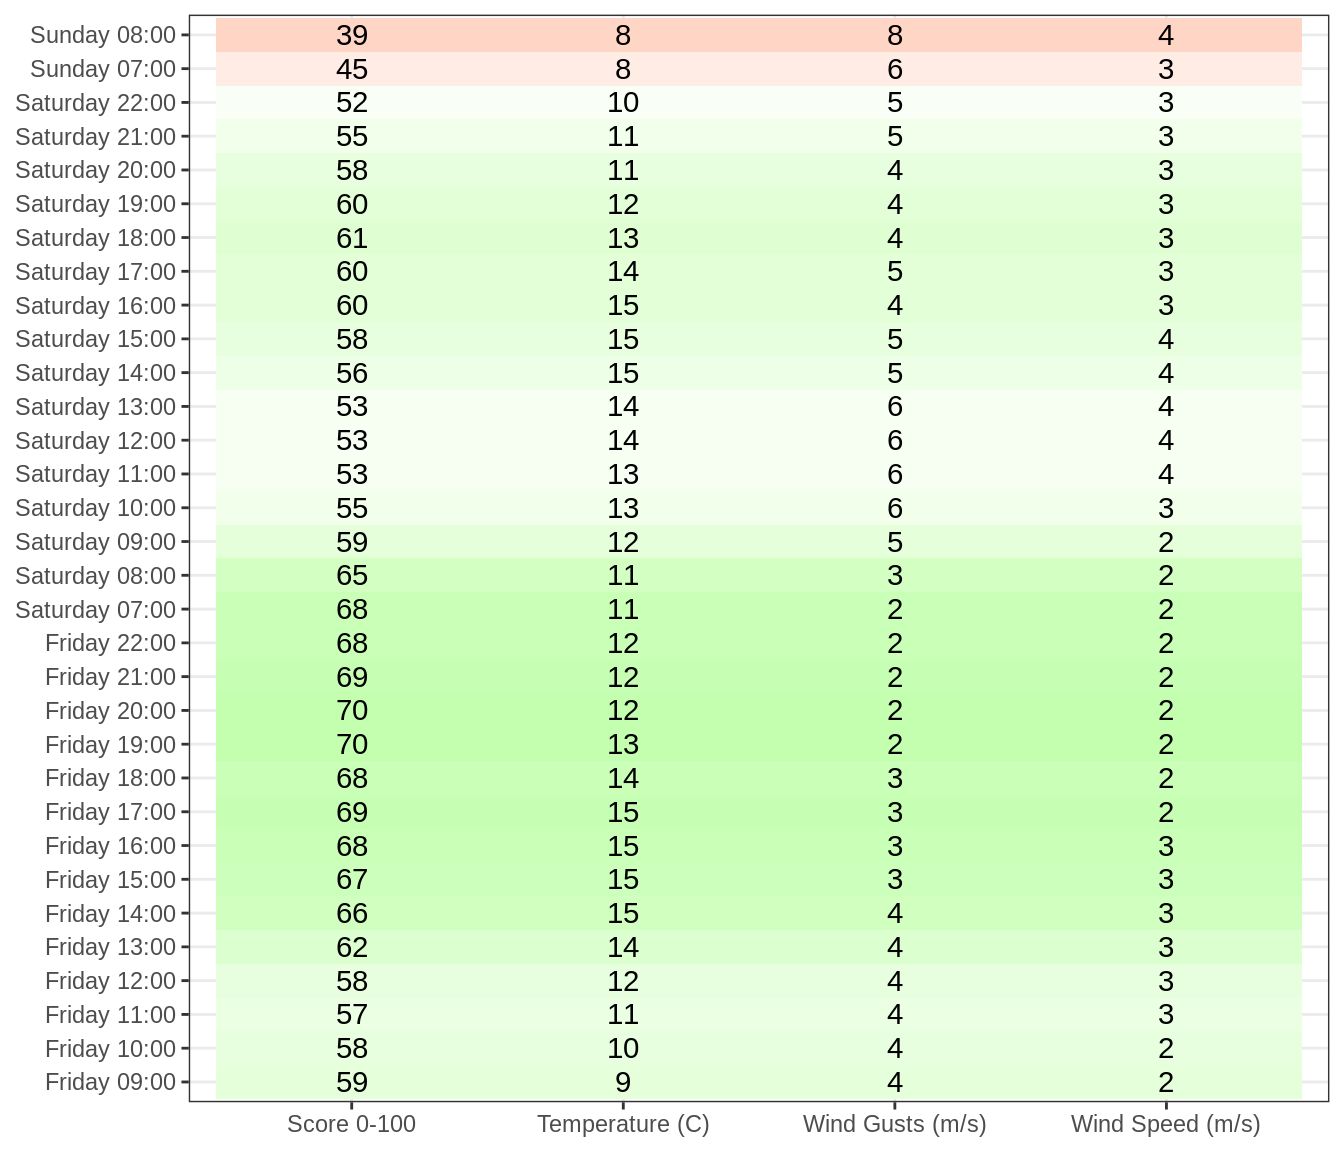 Sunday 08:00 39 8 8 4
Sunday 07:00 45 8 6 3
Saturday 22:00 52 10 5 3
Saturday 21:00 55 11 5 3
Saturday 20:00 58 11 4 3
Saturday 19:00 60 12 4 3
Saturday 18:00 61 13 4 3
Saturday 17:00 60 14 5 3
Saturday 16:00 60 15 4 3
Saturday 15:00 58 15 5 4
Saturday 14:00 56 15 5 4
Saturday 13:00 53 14 6 4
Saturday 12:00 53 14 6 4
Saturday 11:00 53 13 6 4
Saturday 10:00 55 13 6 3
Saturday 09:00 59 12 5 2
Saturday 08:00 65 11 3 2
Saturday 07:00 68 11 2 2
Friday 22:00 68 12 2 2
Friday 21:00 69 12 2 2
Friday 20:00 70 12 2 2
Friday 19:00 70 13 2 2
Friday 18:00 68 14 3 2
Friday 17:00 69 15 3 2
Friday 16:00 68 15 3 3
Friday 15:00 67 15 3 3
Friday 14:00 66 15 4 3
Friday 13:00 62 14 4 3
Friday 12:00 58 12 4 3
Friday 11:00 57 11 4 3
Friday 10:00 58 10 4 2
Friday 09:00 59 9 4 2
Score 0-100 Temperature (C) Wind Gusts (m/s) Wind Speed (m/s)